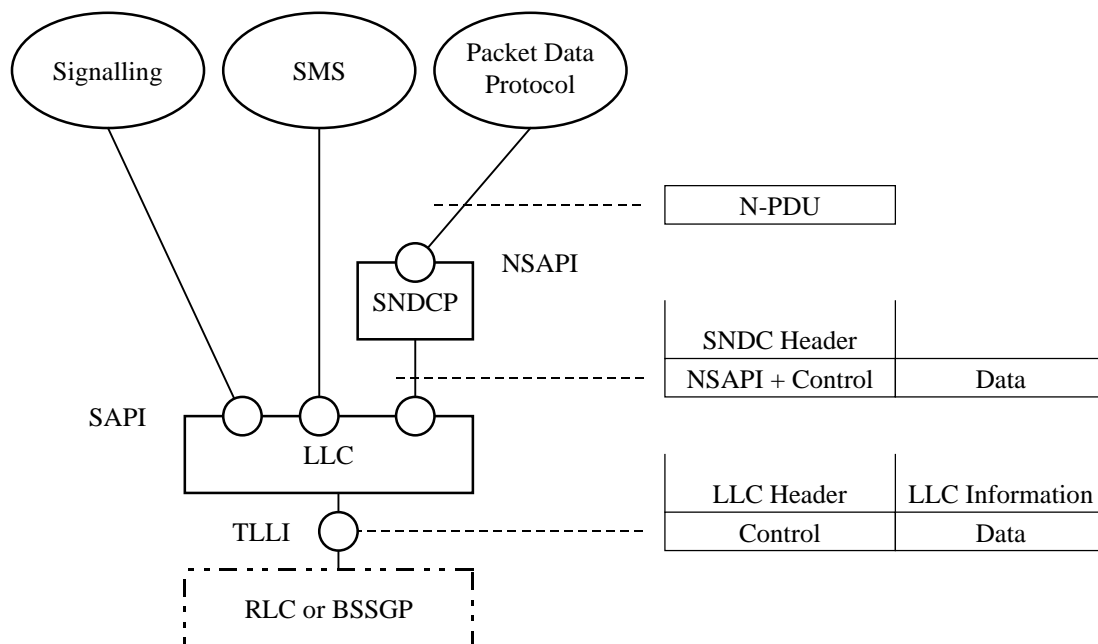 Signalling
SMS
Packet Data
Protocol
N-PDU
NSAPI
SNDCP
SNDC Header
NSAPI + Control
Data
SAPI
LLC
LLC Header
LLC Information
Control
Data
TLLI
RLC or BSSGP